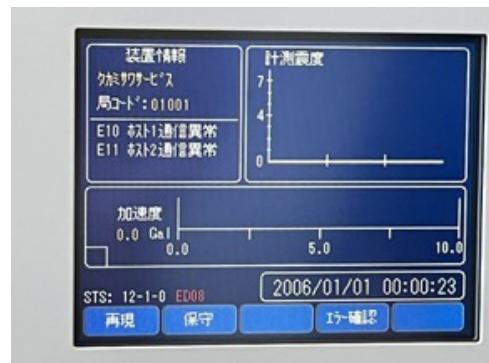 装置情報
タカミサワサービス
局コード:01001
E10 ホスト1通信異常
E11 ホスト2通信異常
計測震度
7
4
0
加速度
0.0 Gal
0.0 5.0 10.0
2006/01/01 00:00:23
STS: 12-1-0 ED08
再現 保守 エラー確認